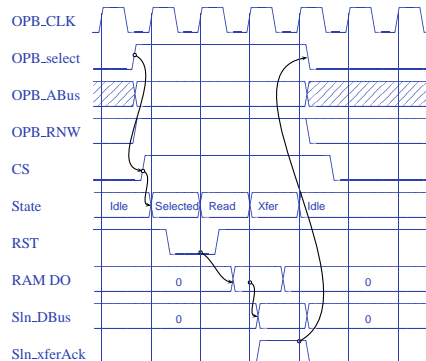 OPB_CLK
OPB_select
OPB_ABus
OPB_RNW
CS
State Idle Selected Read Xfer Idle
RST
RAM DO 0 0
Sln_DBus 0 0
Sln_xferAck